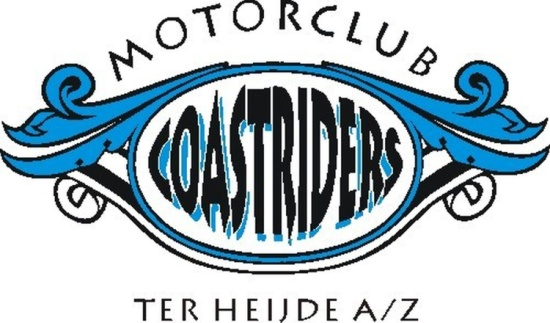 MOTORCLUB
COASTRIDERS
TER HEIJDE A/Z